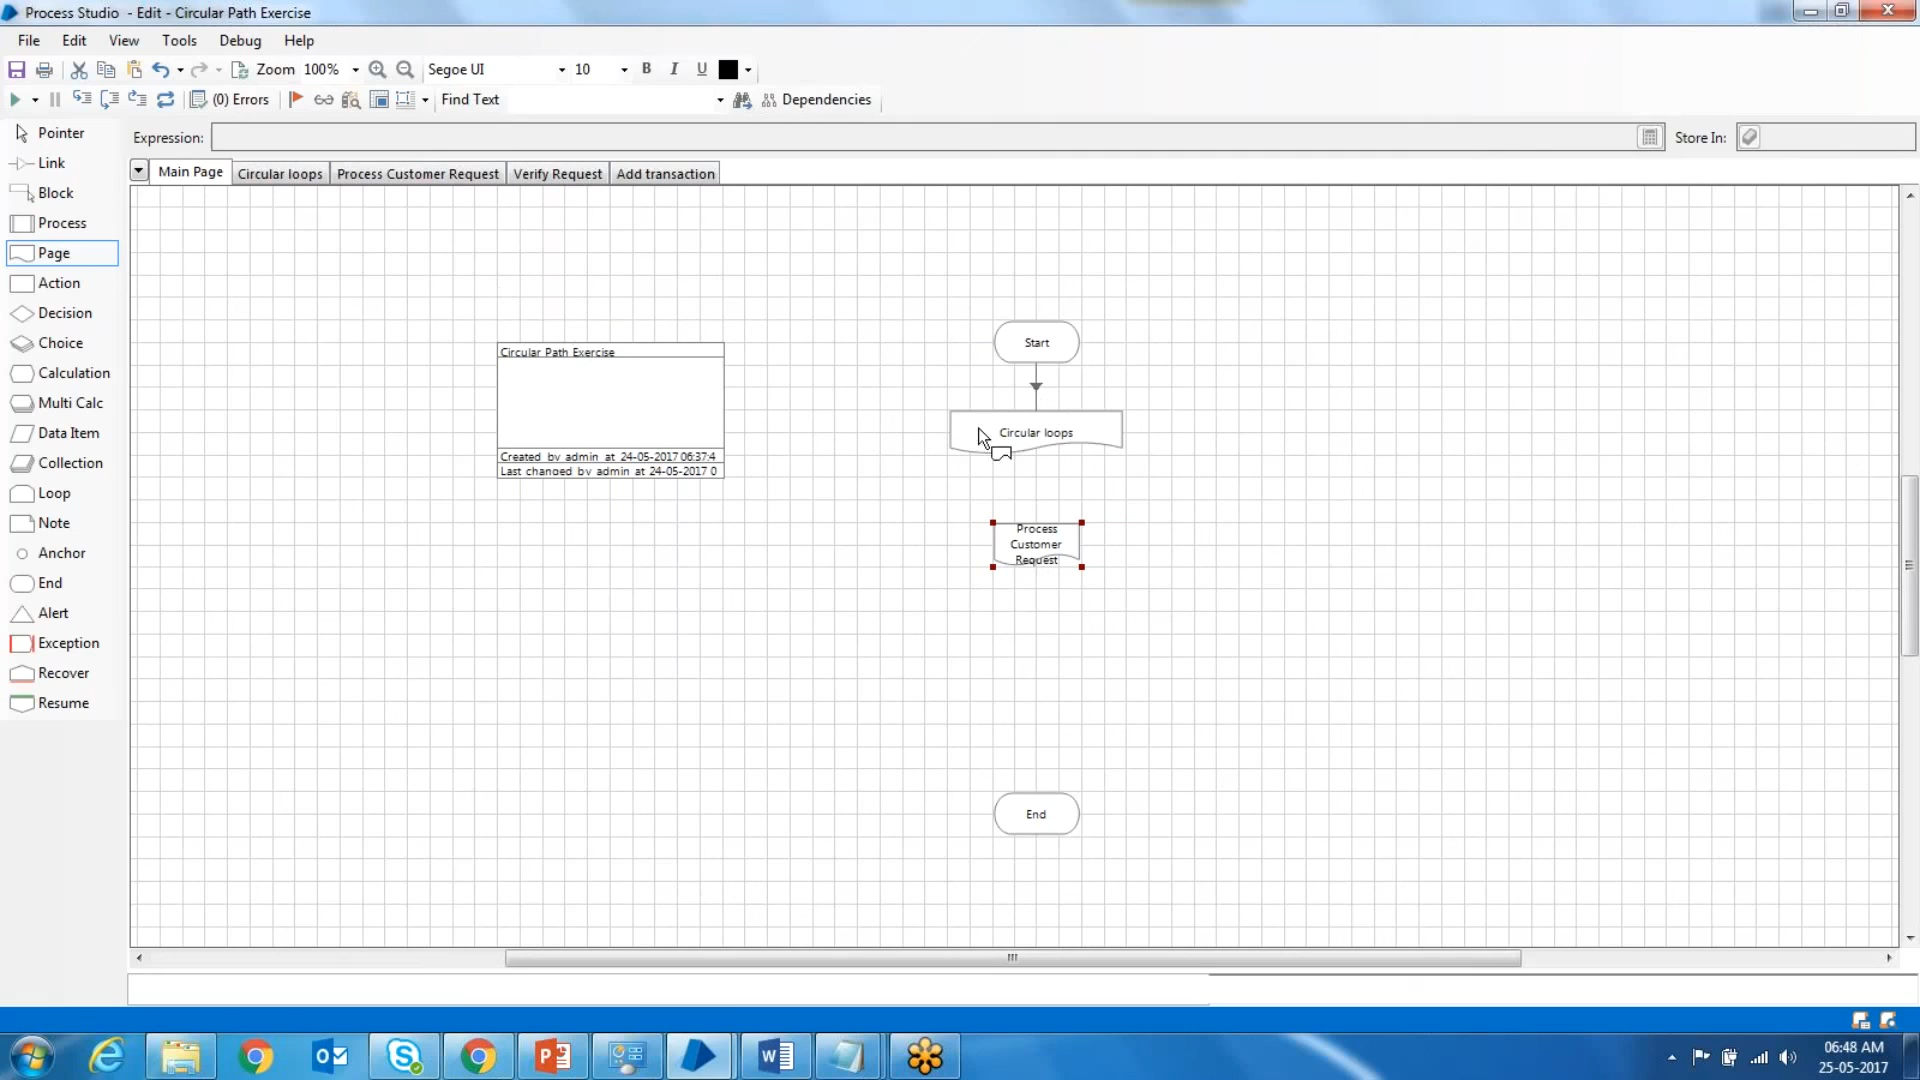 Process Studio - Edit - Circular Path Exercise
File Edit View Tools Debug Help
Zoom 100% Segoe UI 10 B I U
(0) Errors Find Text Dependencies
Expression: Store In:
Main Page Circular loops Process Customer Request Verify Request Add transaction
Pointer
Link
Block
Process
Page
Action
Decision
Choice
Calculation
Multi Calc
Data Item
Collection
Loop
Note
Anchor
End
Alert
Exception
Recover
Resume
Circular Path Exercise
Created by admin at 24-05-2017 06:37:4
Last changed by admin at 24-05-2017 0
Start
Circular loops
Process
Customer
Request
End
06:48 AM
25-05-2017